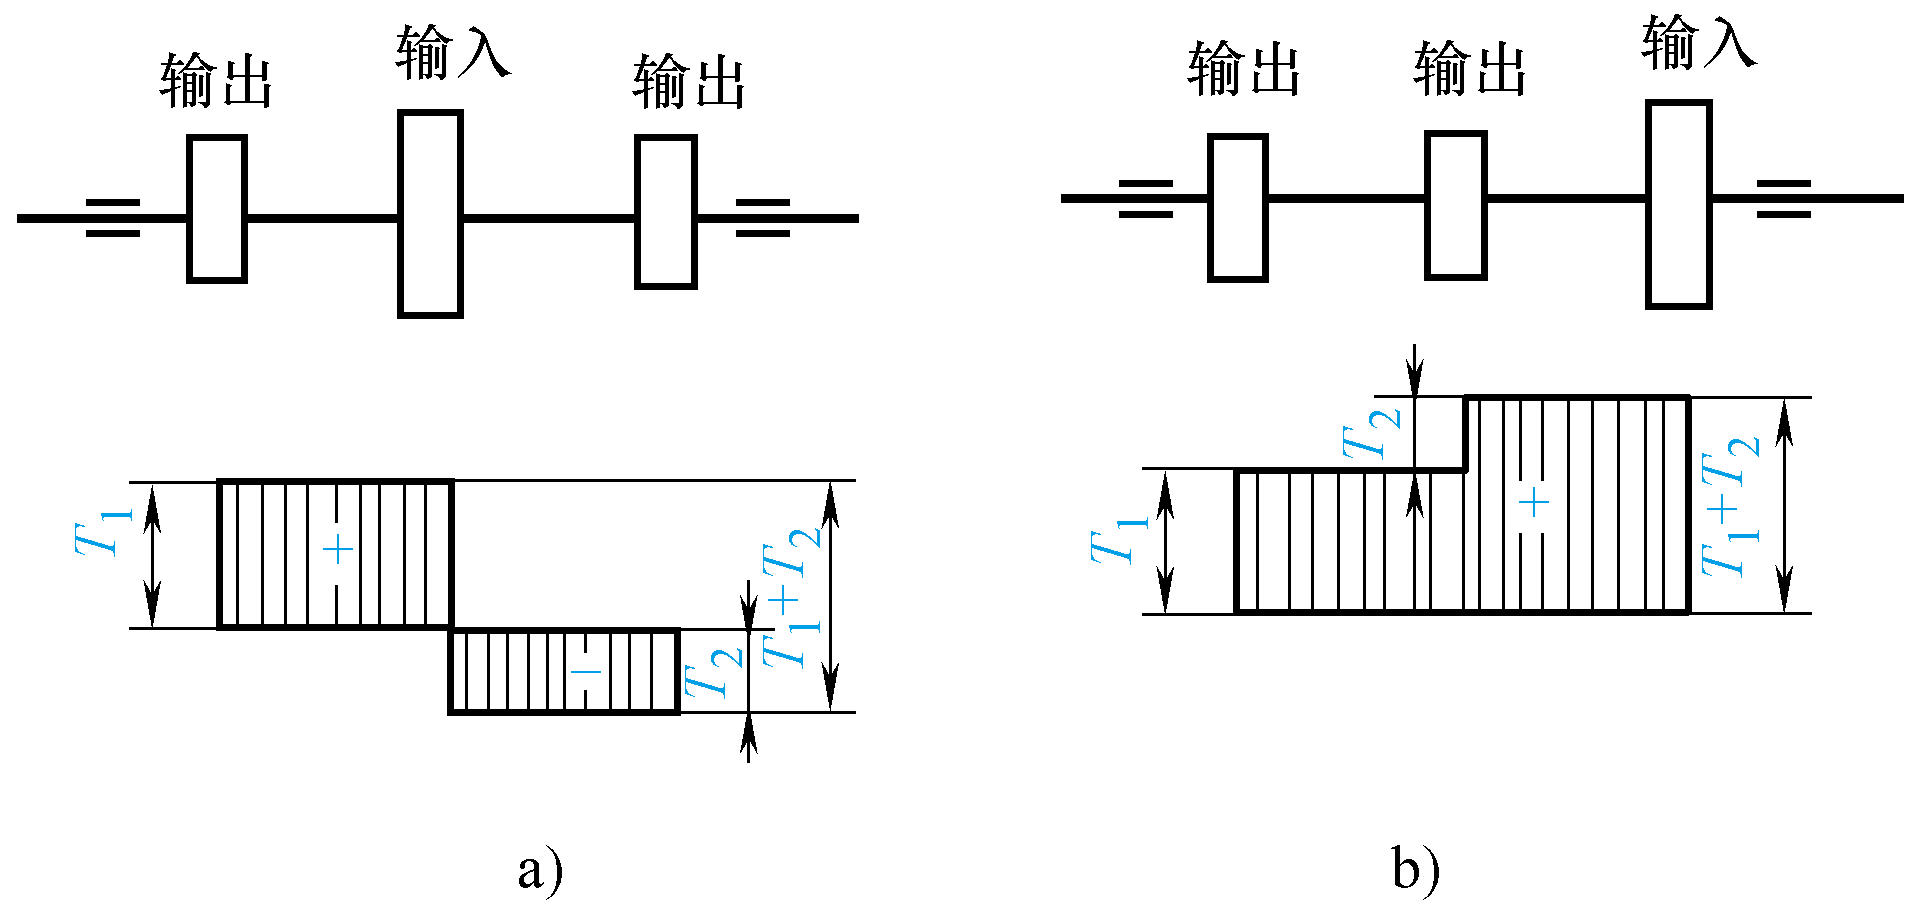 输出 输入 输出
T1 + − T2 T1+T2
a)
输出 输出 输入
T1 T2 + T1+T2
b)